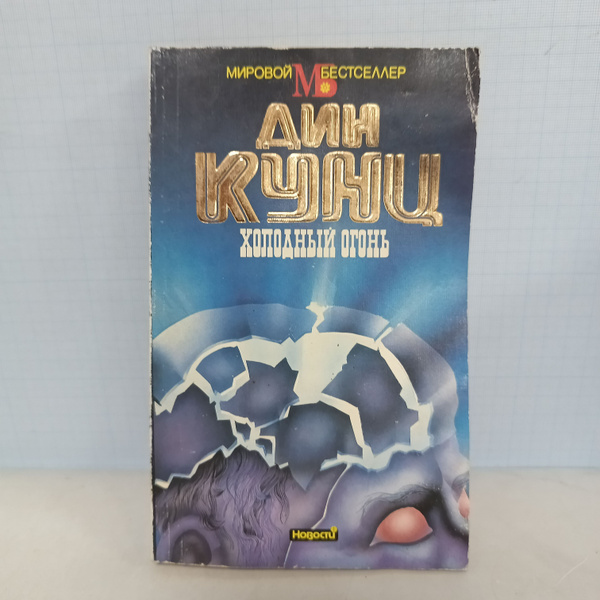 МИРОВОЙ МБ БЕСТСЕЛЛЕР
ДИН
КУНЦ
ХОЛОДНЫЙ ОГОНЬ
Новости